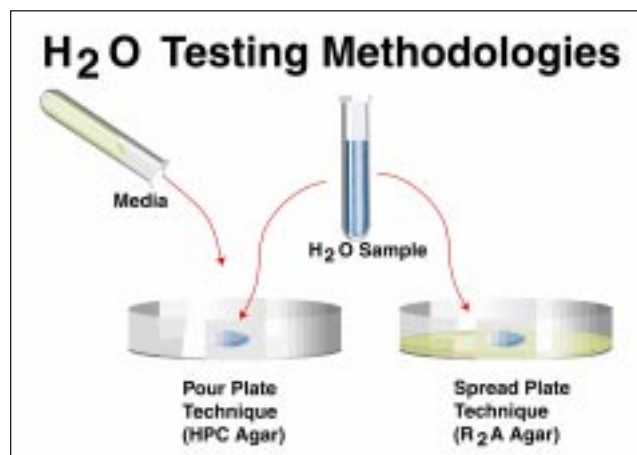 H₂O Testing Methodologies
Media
H₂O Sample
Pour Plate
Technique
(HPC Agar)
Spread Plate
Technique
(R₂A Agar)